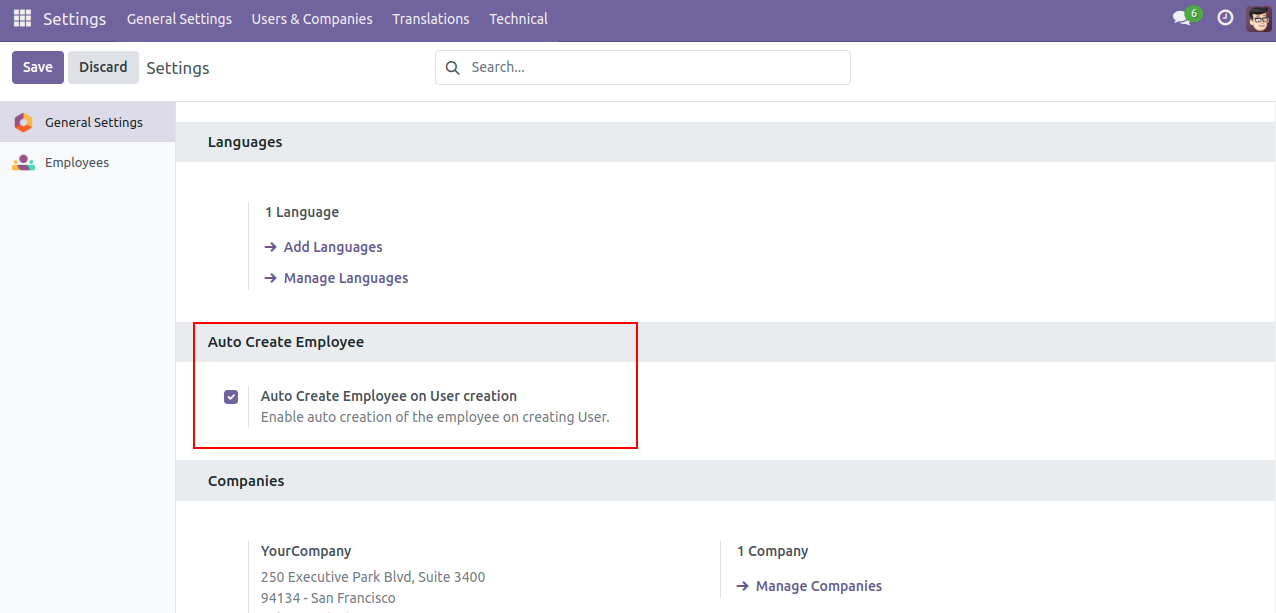 Settings General Settings Users & Companies Translations Technical 6
Save Discard Settings Search...
General Settings
Employees
Languages
1 Language
Add Languages
Manage Languages
Auto Create Employee
Auto Create Employee on User creation
Enable auto creation of the employee on creating User.
Companies
YourCompany
250 Executive Park Blvd, Suite 3400
94134 - San Francisco
1 Company
Manage Companies